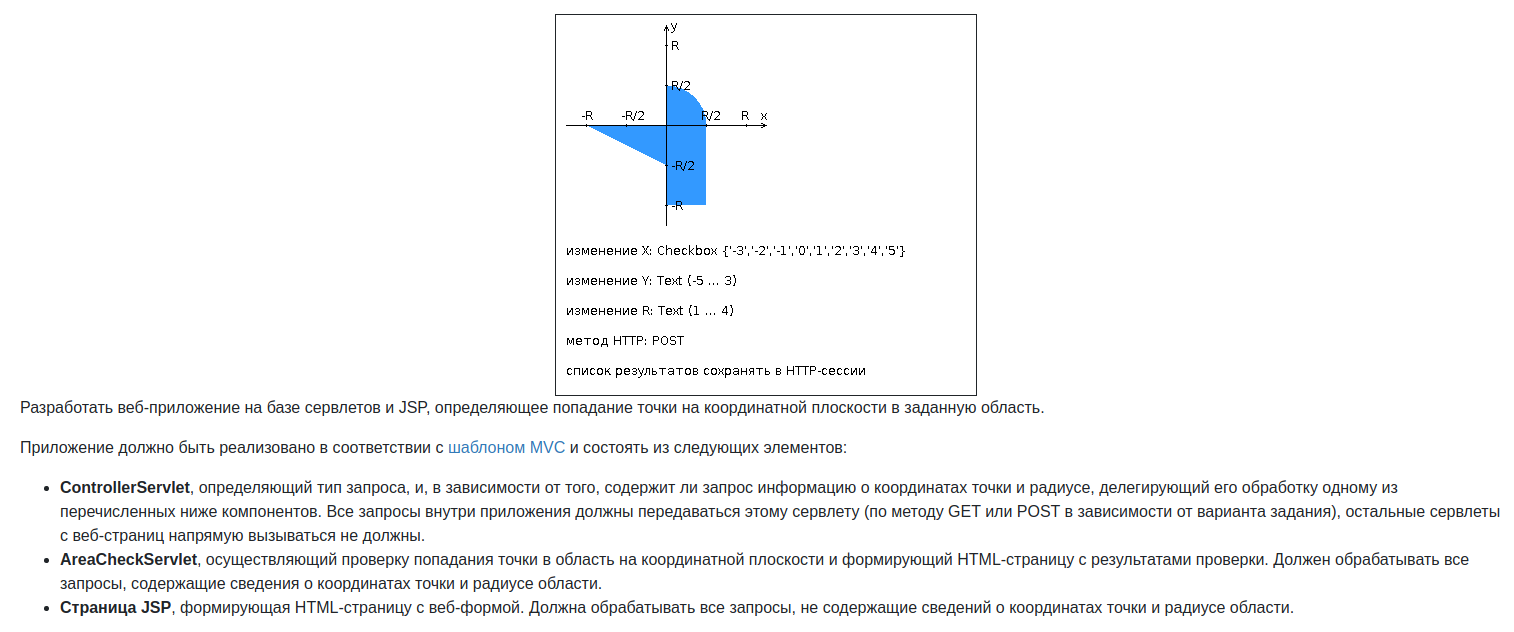 y
R
R/2
-R -R/2 R/2 R x
-R/2
-R
изменение X: Checkbox {'-3','-2','-1','0','1','2','3','4','5'}
изменение Y: Text (-5 ... 3)
изменение R: Text (1 ... 4)
метод HTTP: POST
список результатов сохранять в HTTP-сессии
Разработать веб-приложение на базе сервлетов и JSP, определяющее попадание точки на координатной плоскости в заданную область.
Приложение должно быть реализовано в соответствии с шаблоном MVC и состоять из следующих элементов:
• ControllerServlet, определяющий тип запроса, и, в зависимости от того, содержит ли запрос информацию о координатах точки и радиусе, делегирующий его обработку одному из
перечисленных ниже компонентов. Все запросы внутри приложения должны передаваться этому сервлету (по методу GET или POST в зависимости от варианта задания), остальные сервлеты
с веб-страниц напрямую вызываться не должны.
• AreaCheckServlet, осуществляющий проверку попадания точки в область на координатной плоскости и формирующий HTML-страницу с результатами проверки. Должен обрабатывать все
запросы, содержащие сведения о координатах точки и радиусе области.
• Страница JSP, формирующая HTML-страницу с веб-формой. Должна обрабатывать все запросы, не содержащие сведений о координатах точки и радиусе области.